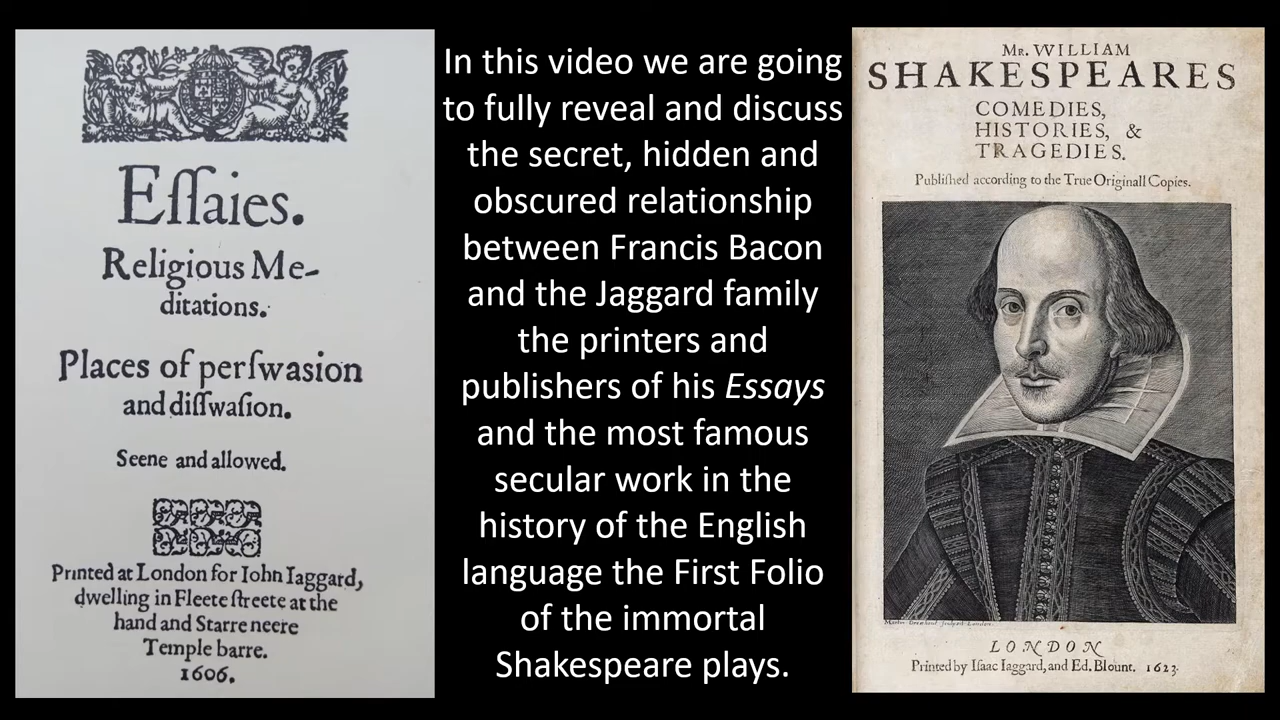 Eſſaies.
Religious Me-
ditations.
Places of perſwasion
and diſſwaſion.
Seene and allowed.
Printed at London for Iohn Iaggard,
dwelling in Fleete ſtreete at the
hand and Starre neere
Temple barre.
1606.
In this video we are going
to fully reveal and discuss
the secret, hidden and
obscured relationship
between Francis Bacon
and the Jaggard family
the printers and
publishers of his Essays
and the most famous
secular work in the
history of the English
language the First Folio
of the immortal
Shakespeare plays.
MR. WILLIAM
SHAKESPEARES
COMEDIES,
HISTORIES, &
TRAGEDIES.
Publiſhed according to the True Originall Copies.
Martin Droeshout ſculpsit London.
LONDON
Printed by Iſaac Iaggard, and Ed. Blount. 1623.